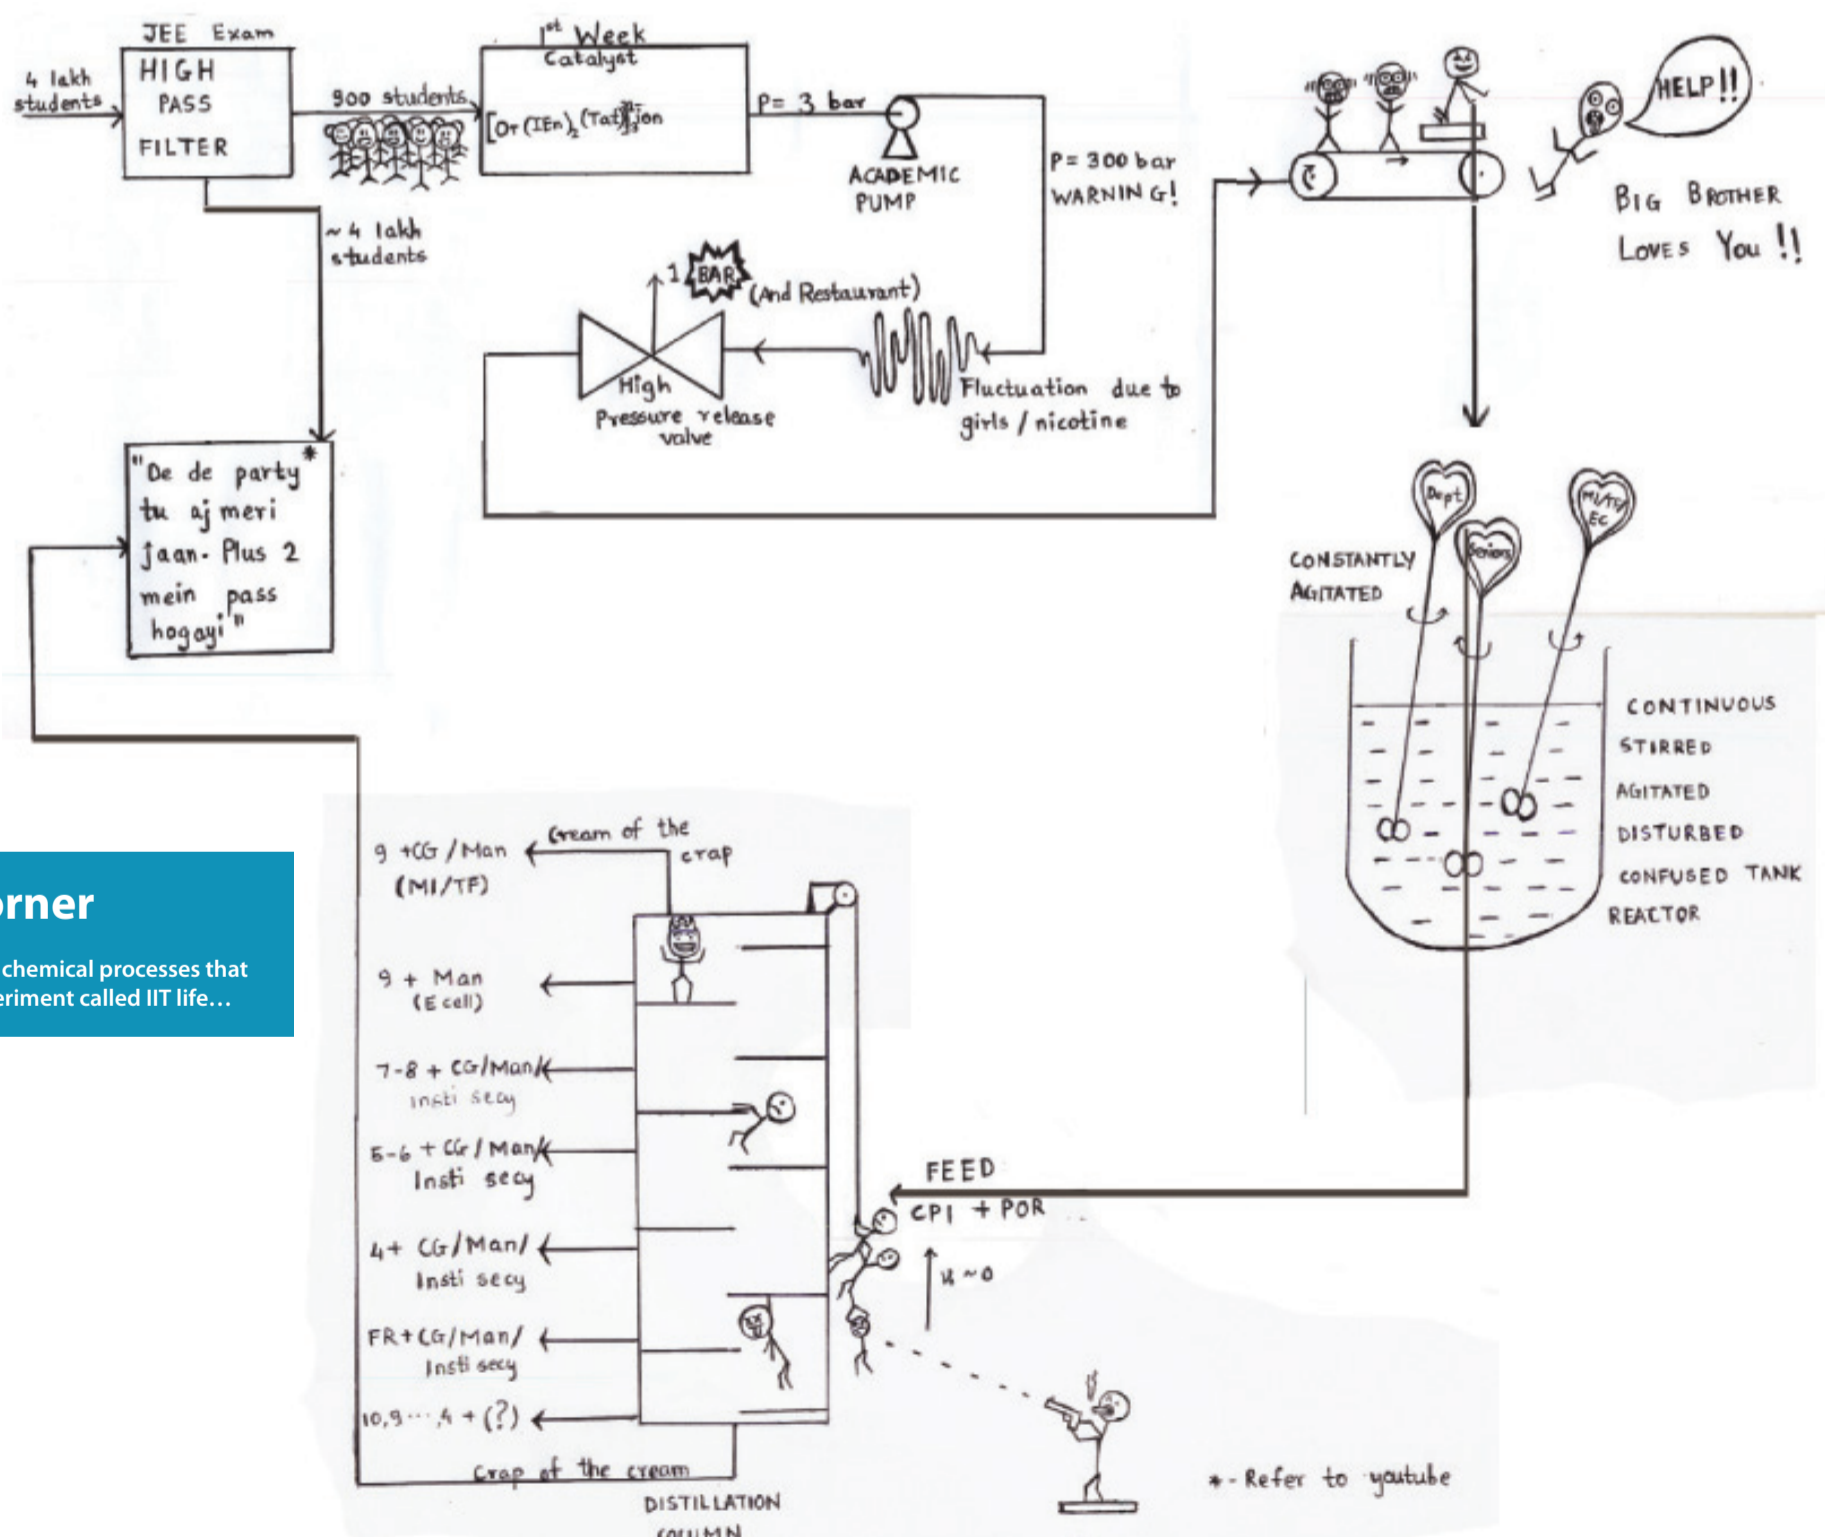 JEE Exam
HIGH
PASS
FILTER
4 lakh
students
900 students
~ 4 lakh
students
1st Week
Catalyst
[Or(IEn)2(Tat)3]ion
P= 3 bar
ACADEMIC
PUMP
P= 300 bar
WARNING!
1 BAR
(And Restaurant)
Fluctuation due to
girls / nicotine
High
Pressure release
valve
HELP!!
BIG BROTHER
LOVES You !!
"De de party*
tu aj meri
jaan. Plus 2
mein pass
hogayi"
Dept
Seniors
MI/TF/
EC
CONSTANTLY
AGITATED
CONTINUOUS
STIRRED
AGITATED
DISTURBED
CONFUSED TANK
REACTOR
orner
chemical processes that
eriment called IIT life...
Cream of the
crap
9 +CG /Man
(MI/TF)
9 + Man
(E cell)
7-8 + CG/Man/
insti secy
5-6 + CG / Man/
Insti secy
4+ CG/Man/
Insti secy
FR+CG/Man/
Insti secy
10,9 ...,4 + (?)
Crap of the cream
DISTILLATION
COLUMN
FEED
CPI + POR
~0
*- Refer to youtube